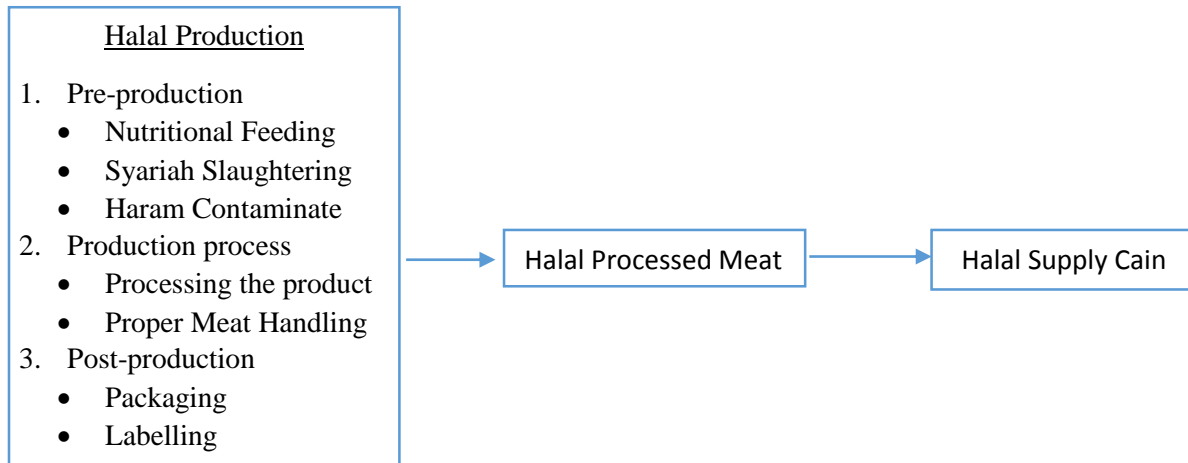 Halal Production
1. Pre-production
• Nutritional Feeding
• Syariah Slaughtering
• Haram Contaminate
2. Production process
• Processing the product
• Proper Meat Handling
3. Post-production
• Packaging
• Labelling
Halal Processed Meat
Halal Supply Cain